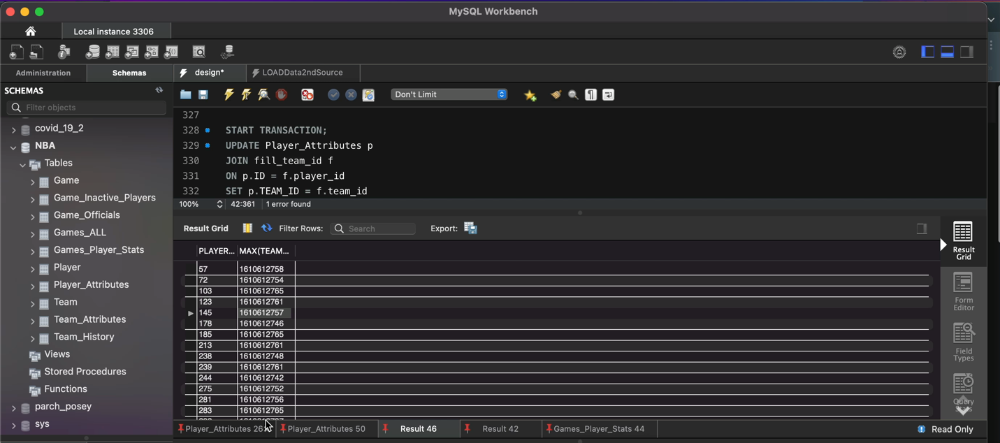 MySQL Workbench
Local instance 3306
Administration
Schemas
design*
LOADData2ndSource
SCHEMAS
Filter objects
covid_19_2
NBA
Tables
Game
Game_Inactive_Players
Game_Officials
Games_ALL
Games_Player_Stats
Player
Player_Attributes
Team
Team_Attributes
Team_History
Views
Stored Procedures
Functions
parch_posey
sys
Don't Limit
327
328 START TRANSACTION;
329 UPDATE Player_Attributes p
330 JOIN fill_team_id f
331 ON p.ID = f.player_id
332 SET p.TEAM_ID = f.team_id
100% 42:361 1 error found
Result Grid Filter Rows: Search Export:
PLAYER... MAX(TEAM...
57 1610612758
72 1610612754
103 1610612765
123 1610612761
145 1610612757
178 1610612746
185 1610612765
213 1610612761
238 1610612748
239 1610612761
244 1610612742
275 1610612752
281 1610612756
283 1610612765
Result
Grid
Form
Editor
Field
Types
Query
Player_Attributes 26
Player_Attributes 50
Result 46
Result 42
Games_Player_Stats 44
Read Only